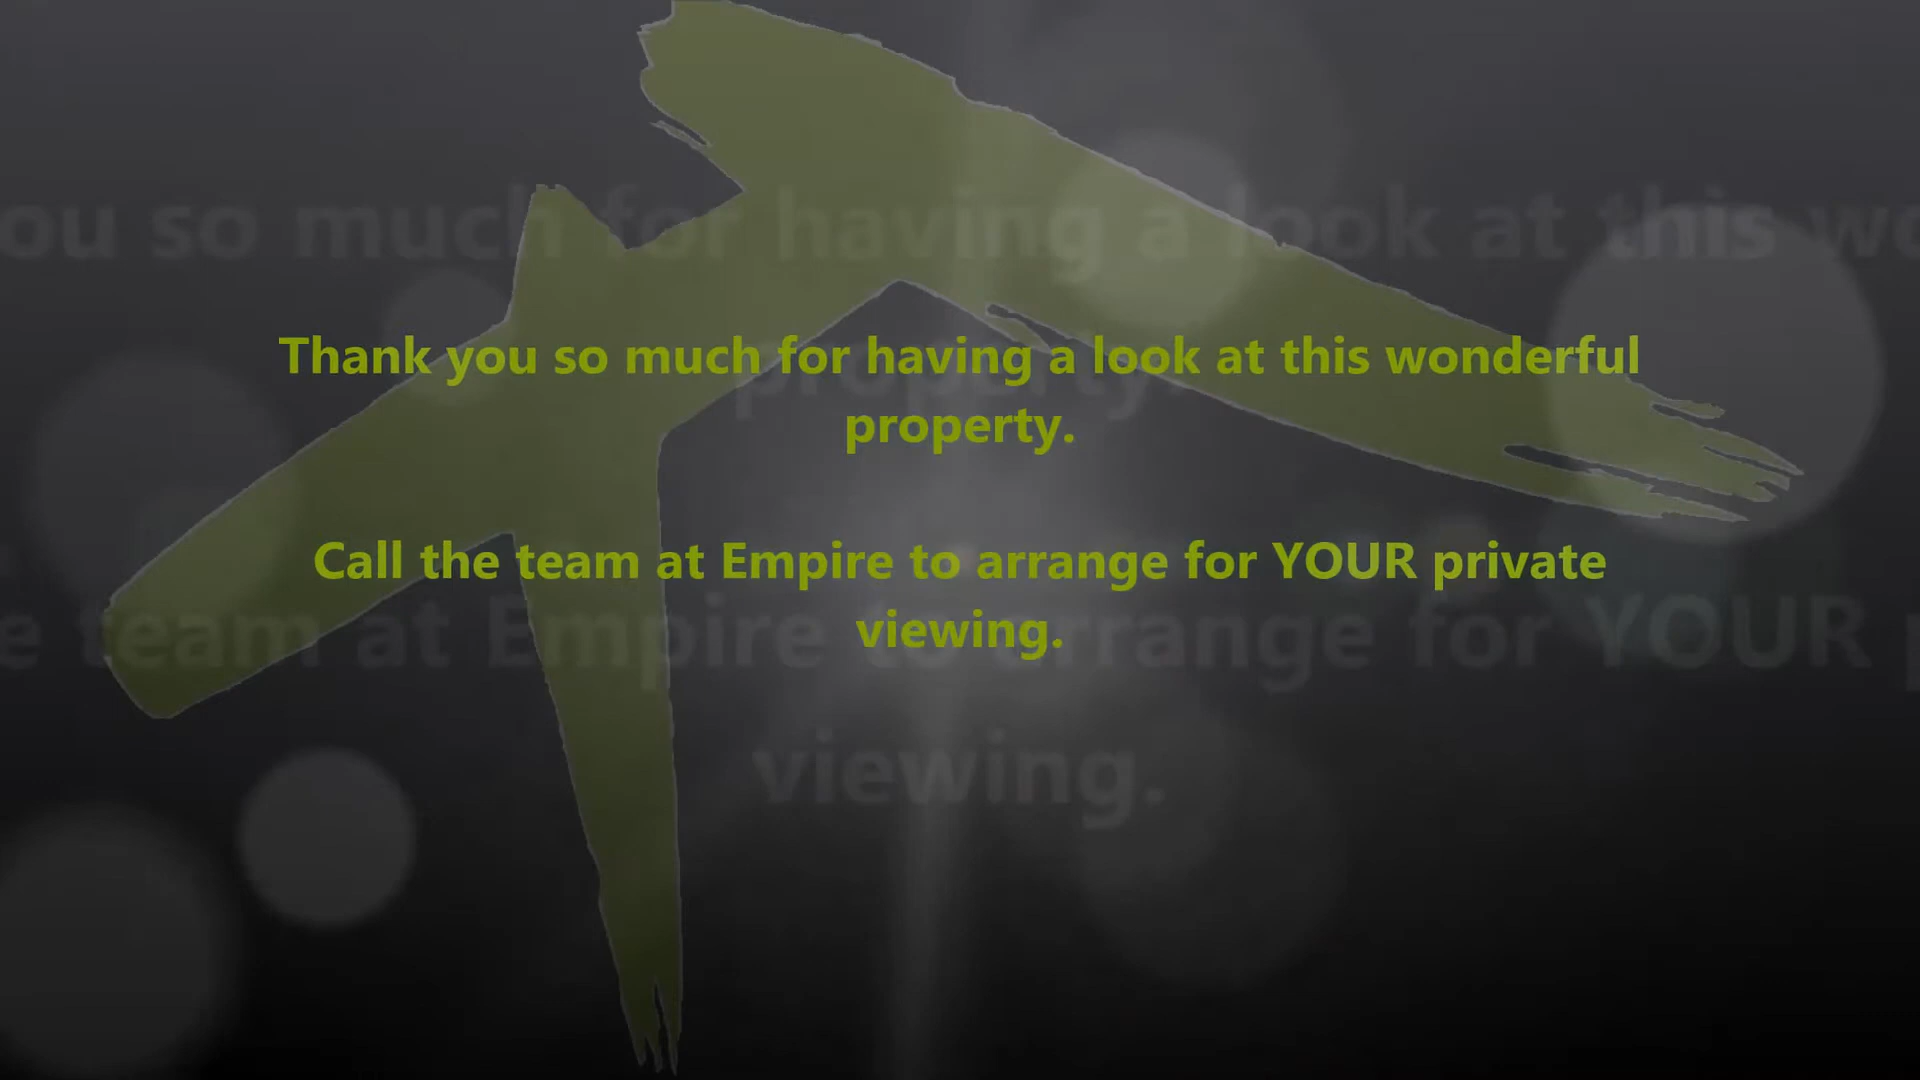 Thank you so much for having a look at this wonderful
property.
Call the team at Empire to arrange for YOUR private
viewing.